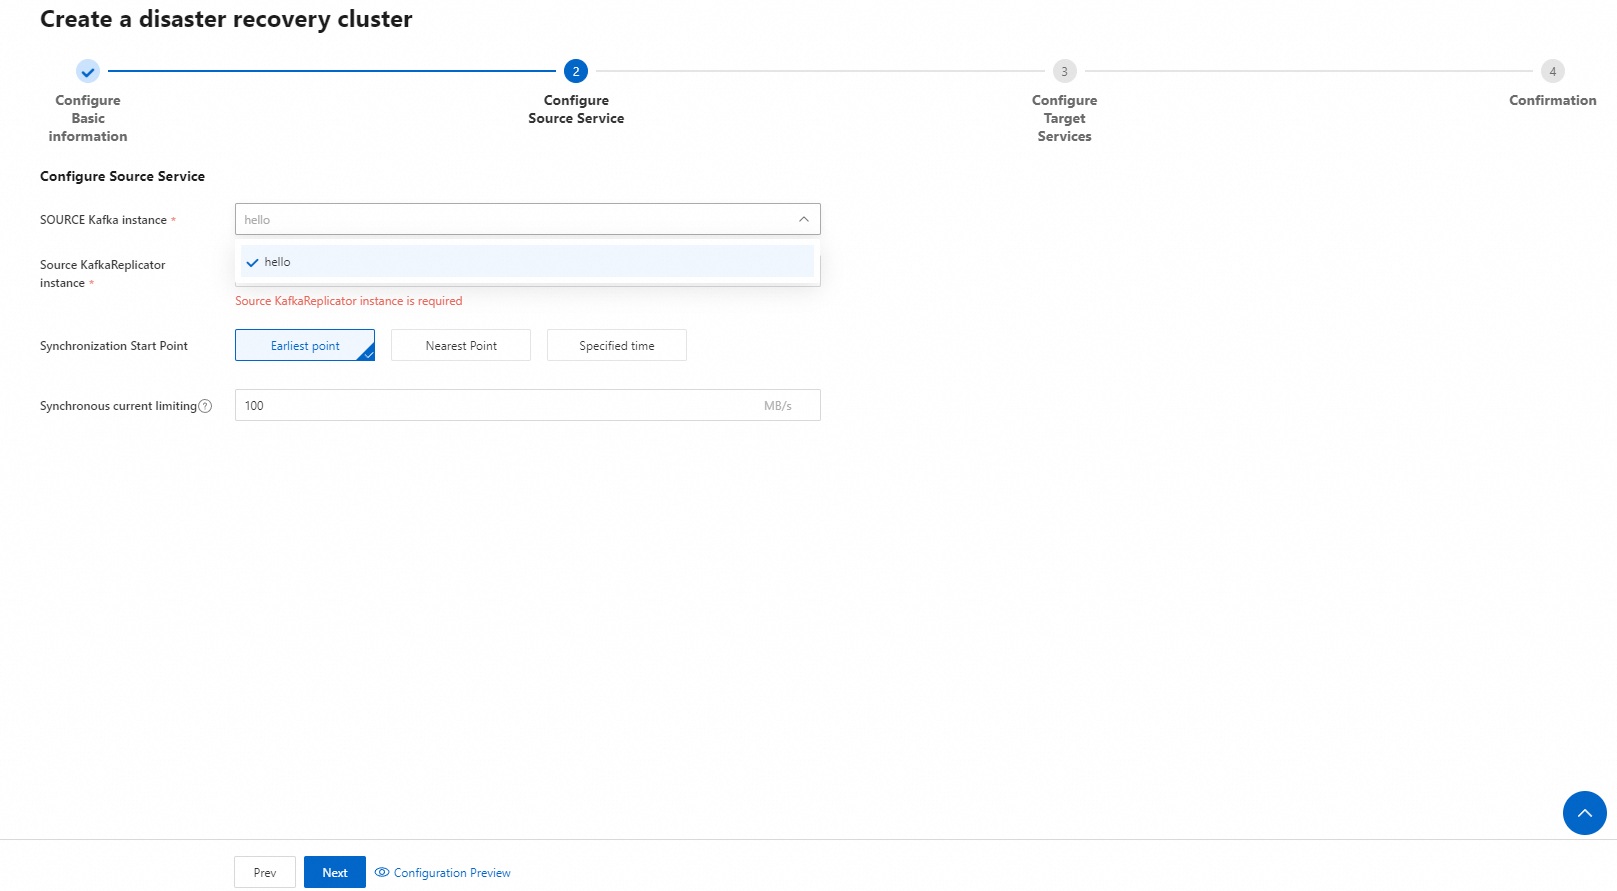 Create a disaster recovery cluster
2
3
4
Configure
Basic
information
Configure
Source Service
Configure
Target
Services
Confirmation
Configure Source Service
SOURCE Kafka instance *
hello
hello
Source KafkaReplicator
instance *
Source KafkaReplicator instance is required
Synchronization Start Point
Earliest point
Nearest Point
Specified time
Synchronous current limiting ?
100
MB/s
Prev
Next
Configuration Preview